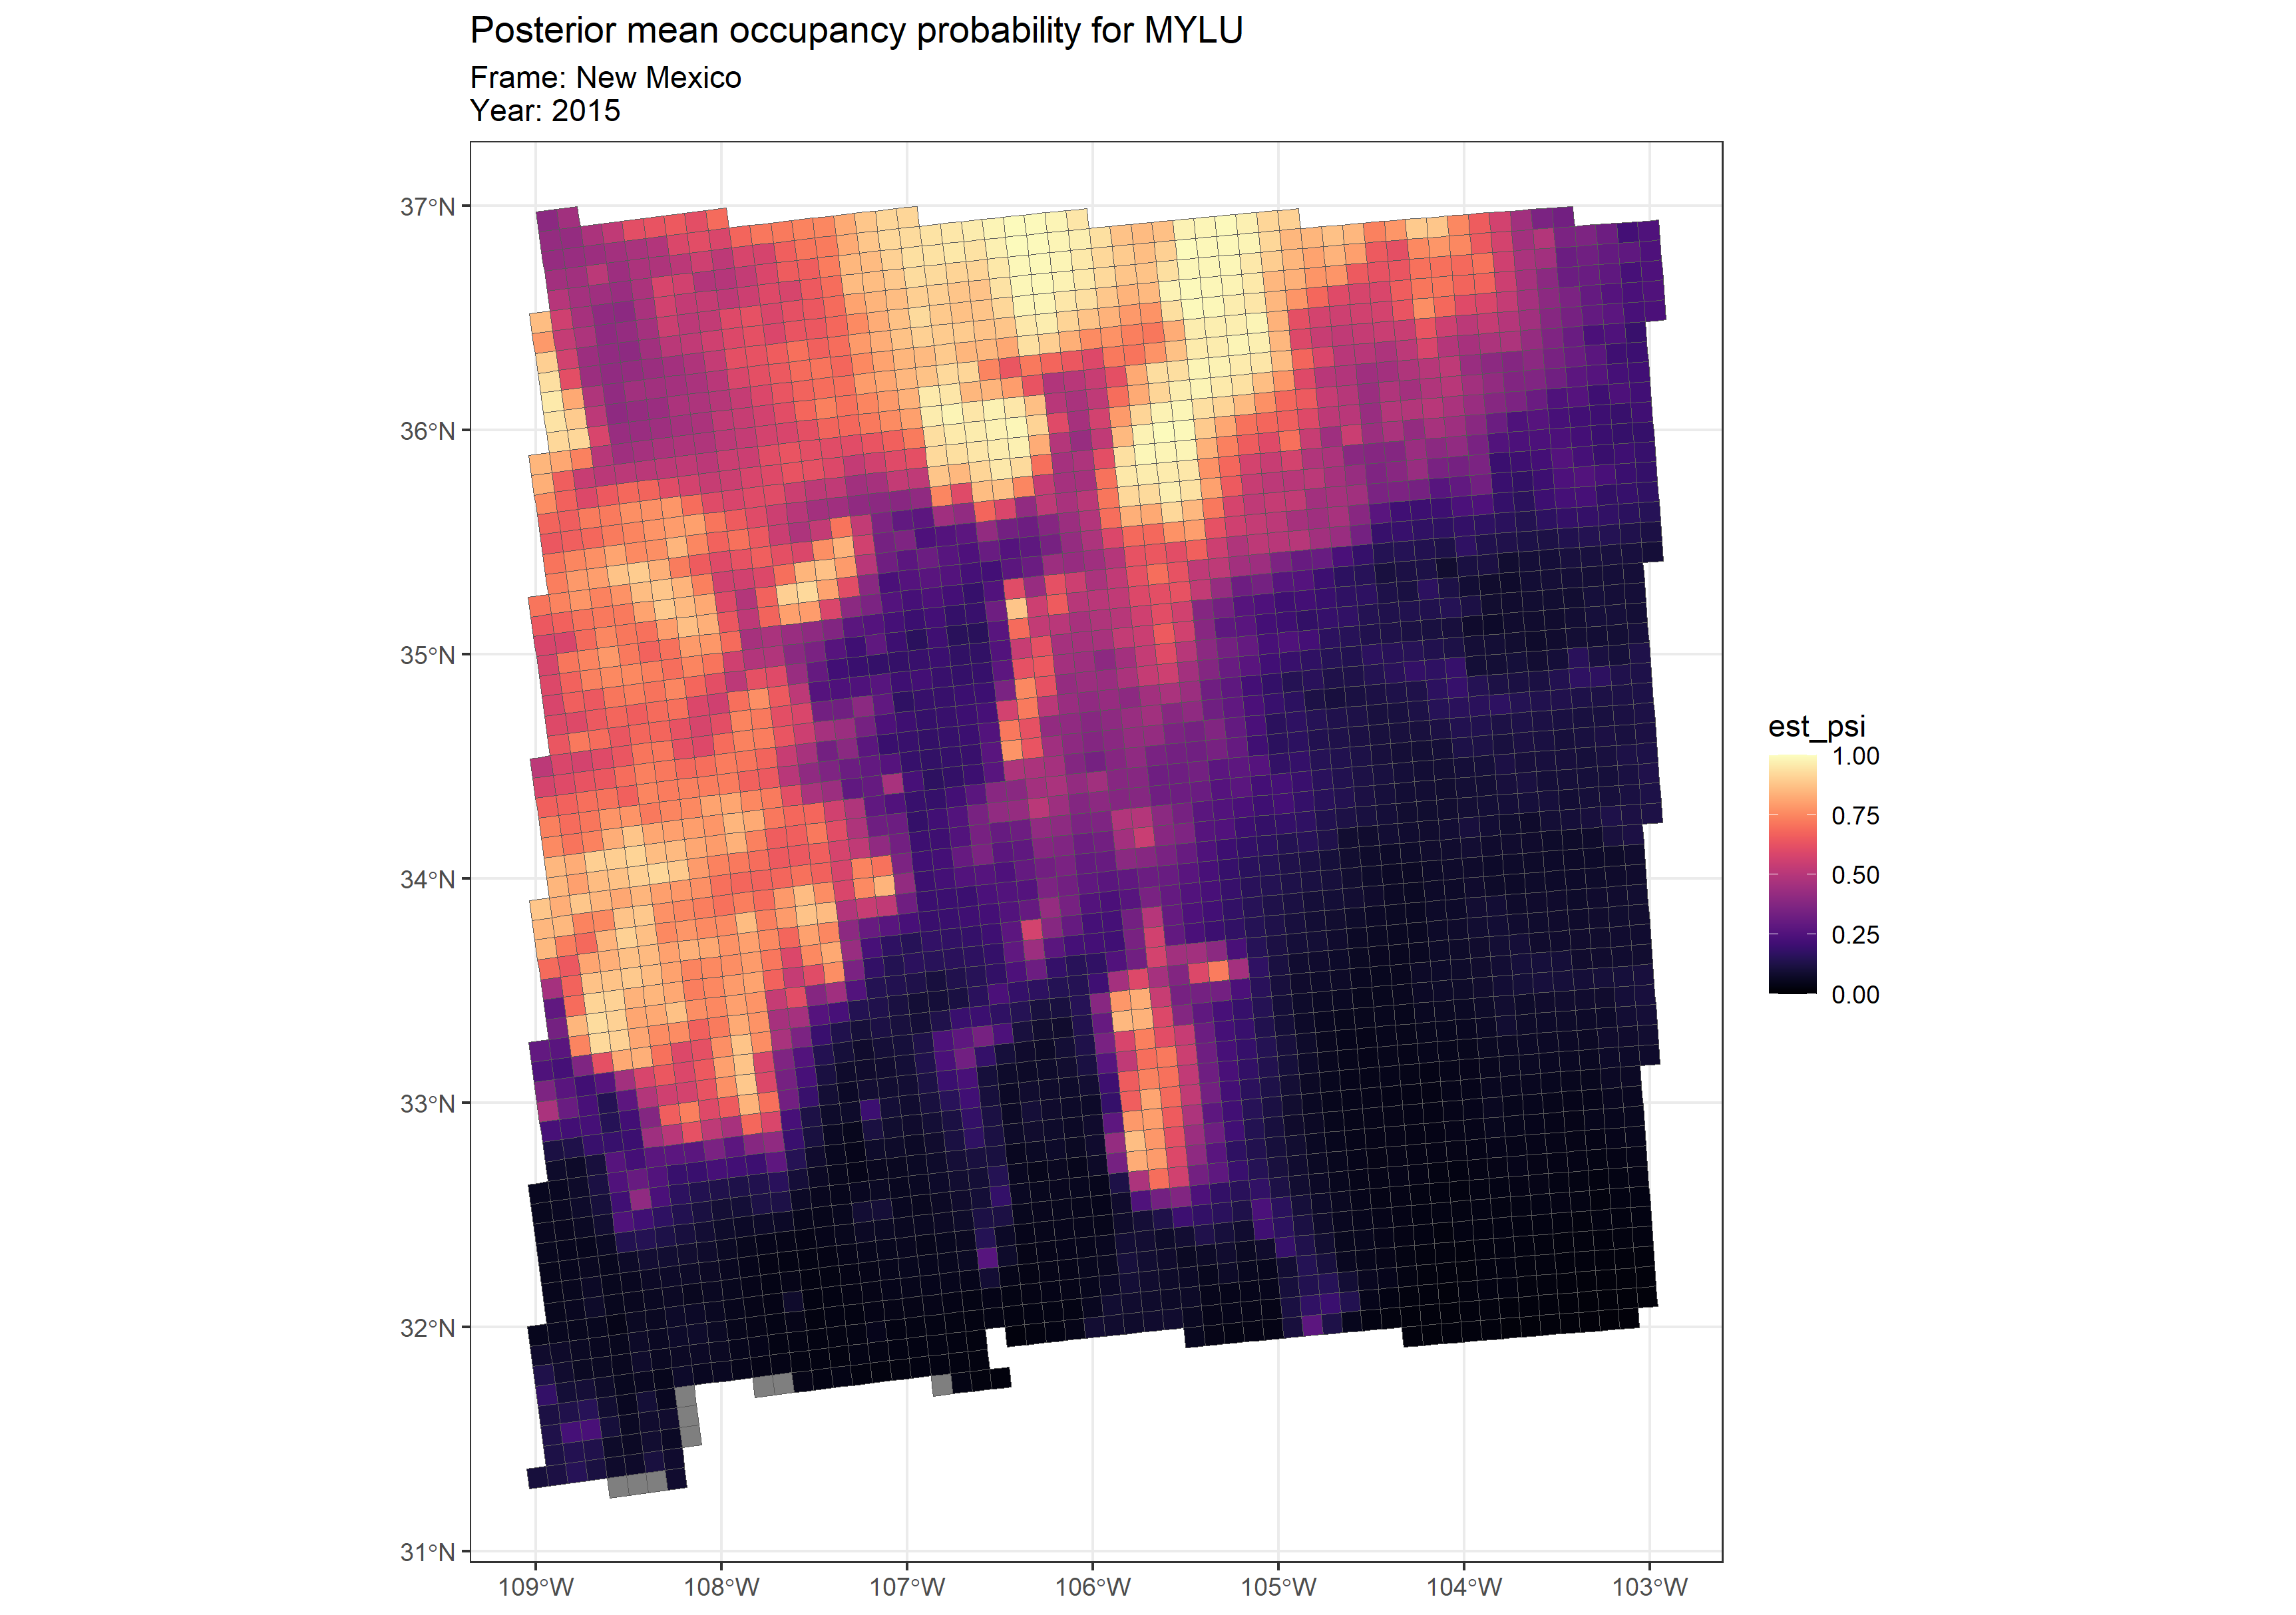 Posterior mean occupancy probability for MYLU
Frame: New Mexico
Year: 2015
37°N
36°N
35°N
34°N
33°N
32°N
31°N
109°W
108°W
107°W
106°W
105°W
104°W
103°W
est_psi
1.00
0.75
0.50
0.25
0.00